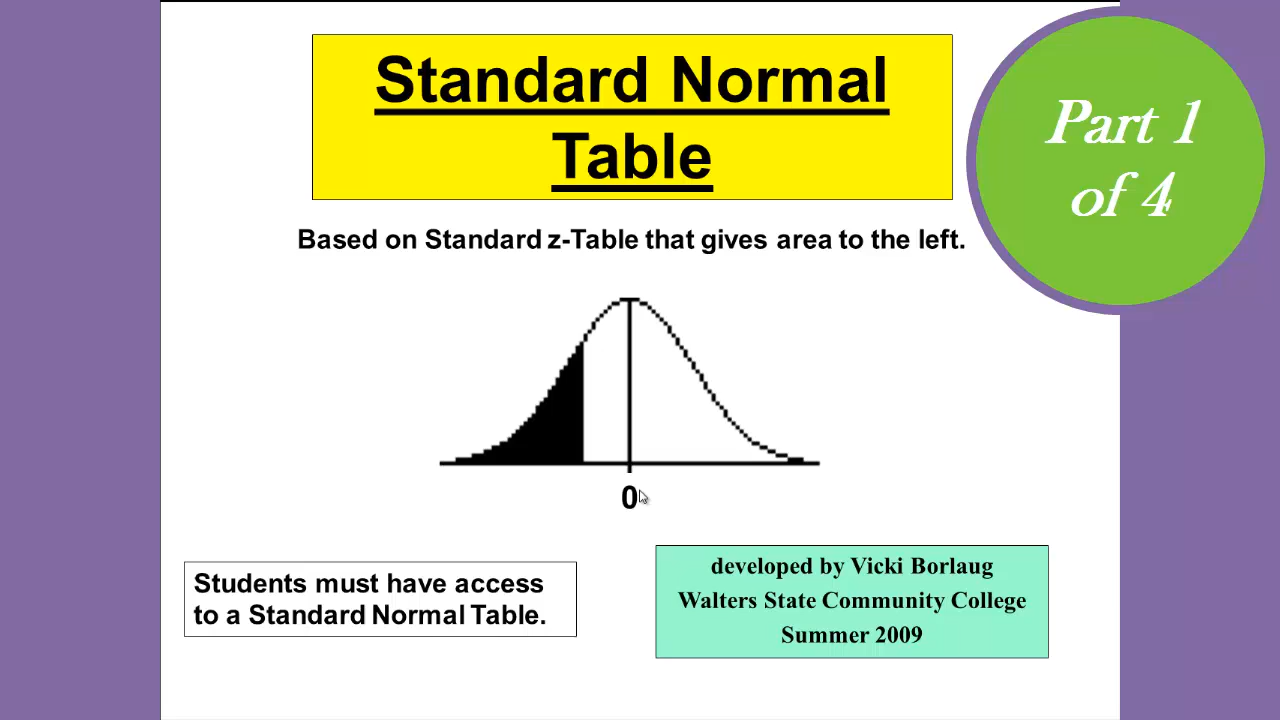 Standard Normal
Table
Part 1
of 4
Based on Standard z-Table that gives area to the left.
0
Students must have access
to a Standard Normal Table.
developed by Vicki Borlaug
Walters State Community College
Summer 2009